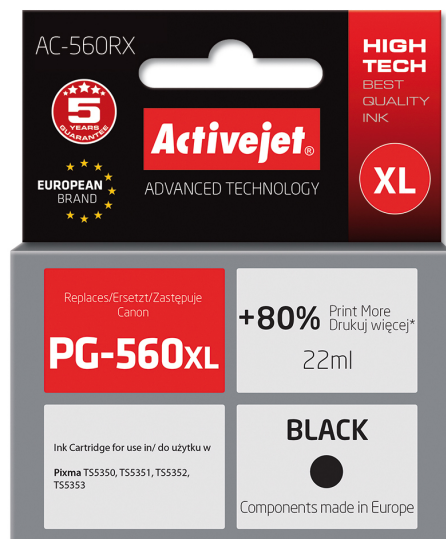 AC-560RX
HIGH
TECH
BEST
QUALITY
INK
5
YEARS
GUARANTEE
Activejet®
EUROPEAN
BRAND
ADVANCED TECHNOLOGY
XL
Replaces/Ersetzt/Zastępuje
Canon
PG-560XL
+80% Print More
Drukuj więcej*
22ml
Ink Cartridge for use in/ do użytku w
Pixma TS5350, TS5351, TS5352,
TS5353
BLACK
Components made in Europe